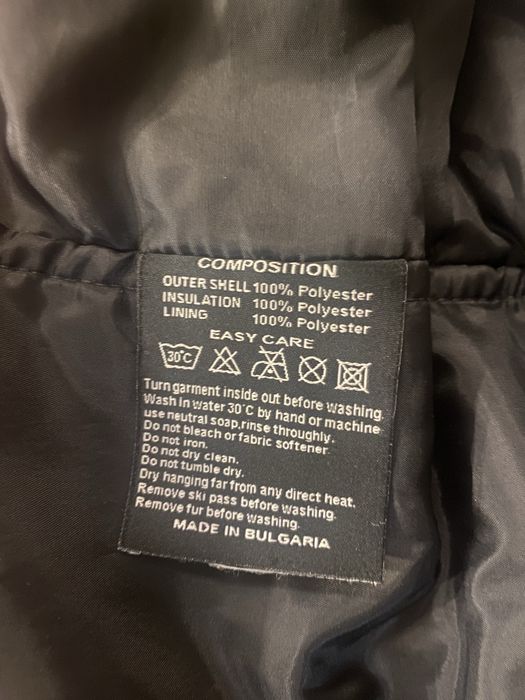 COMPOSITION
OUTER SHELL 100% Polyester
INSULATION 100% Polyester
LINING 100% Polyester
EASY CARE
30°C
Turn garment inside out before washing.
Wash in water 30°C by hand or machine
use neutral soap,rinse throughly.
Do not bleach or fabric softener
Do not iron.
Do not dry clean.
Do not tumble dry.
Dry hanging far from any direct heat.
Remove ski pass before washing.
Remove fur before washing.
MADE IN BULGARIA